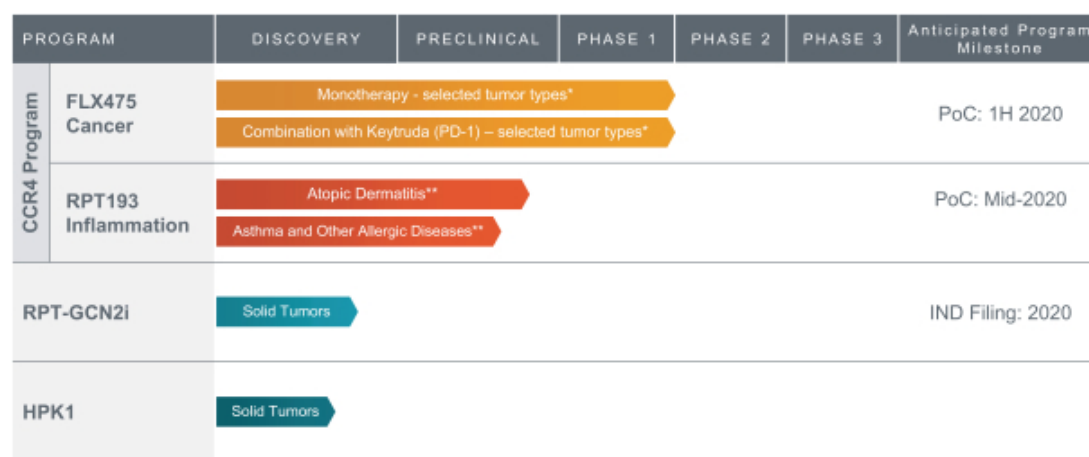 PROGRAM DISCOVERY PRECLINICAL PHASE 1 PHASE 2 PHASE 3 Anticipated Program
Milestone
CCR4 Program
FLX475
Cancer
Monotherapy - selected tumor types*
Combination with Keytruda (PD-1) – selected tumor types*
PoC: 1H 2020
RPT193
Inflammation
Atopic Dermatitis**
Asthma and Other Allergic Diseases**
PoC: Mid-2020
RPT-GCN2i
Solid Tumors
IND Filing: 2020
HPK1
Solid Tumors